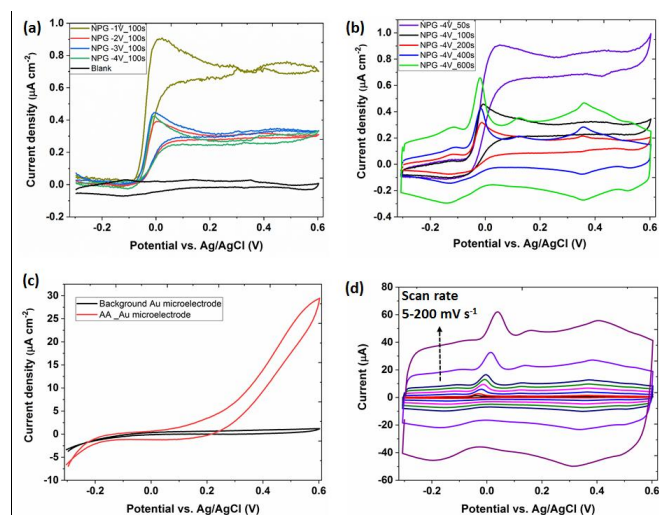 (a)
NPG -1V_100s
NPG -2V_100s
NPG -3V_100s
NPG -4V_100s
Blank
Current density (μA cm-2)
1.0
0.8
0.6
0.4
0.2
0.0
-0.2
-0.4
-0.2
0.0
0.2
0.4
0.6
Potential vs. Ag/AgCl (V)
(b)
NPG -4V_50s
NPG -4V_100s
NPG -4V_200s
NPG -4V_400s
NPG -4V_600s
Current density (μA cm-2)
1.0
0.8
0.6
0.4
0.2
0.0
0.2
0.4
-0.2
0.0
0.2
0.4
0.6
Potential vs. Ag/AgCl (V)
(c)
Background Au microelectrode
AA _Au microelectrode
Current density (μA cm-2)
30
25
20
15
10
5
0
-5
-10
-0.2
0.0
0.2
0.4
0.6
Potential vs. Ag/AgCl (V)
(d)
Scan rate
5-200 mV s-1
Current (μA)
80
60
40
20
0
-20
-40
-60
-0.2
0.0
0.2
0.4
0.6
Potential vs. Ag/AgCl (V)